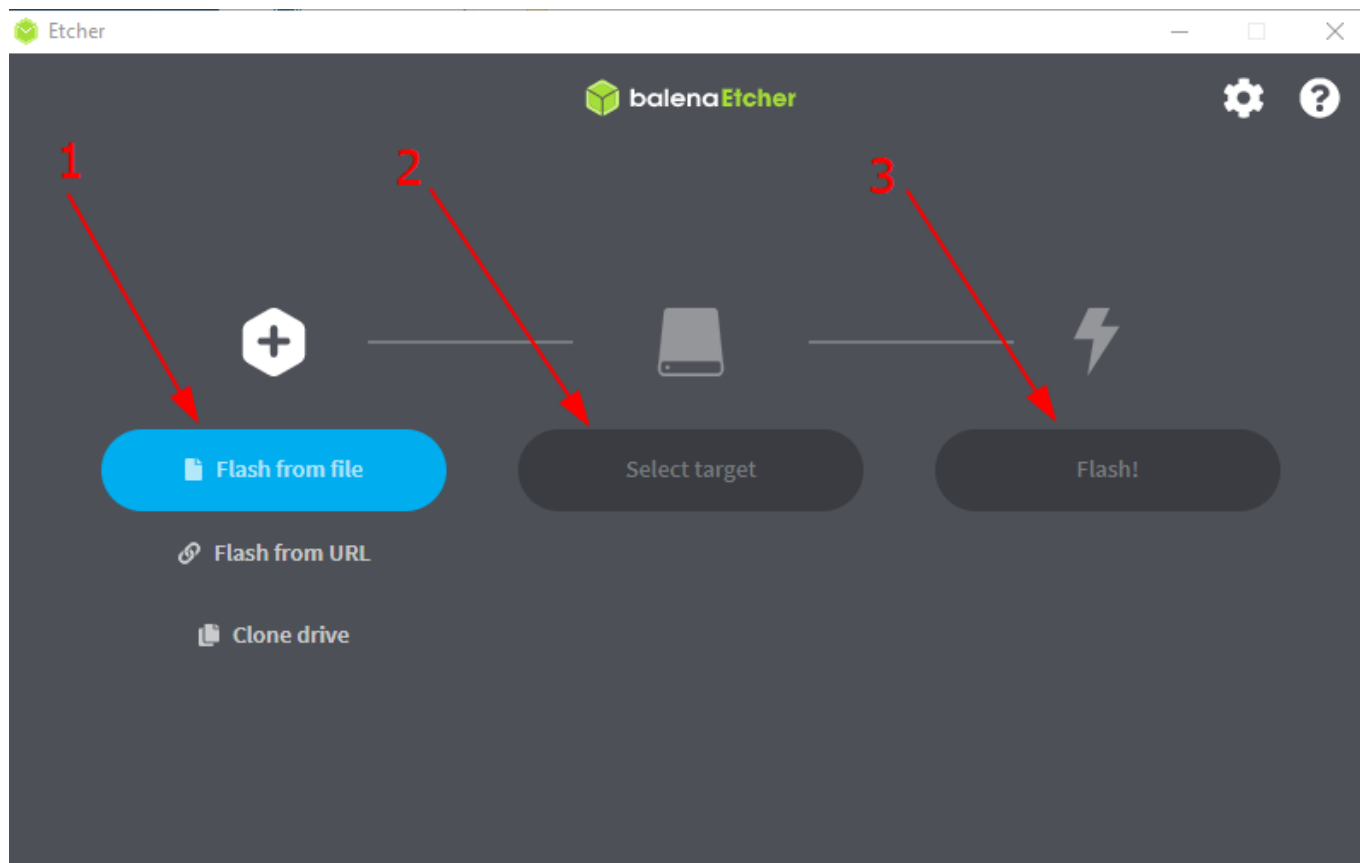 Etcher
balenaEtcher
1
2
3
Flash from file
Select target
Flash!
Flash from URL
Clone drive